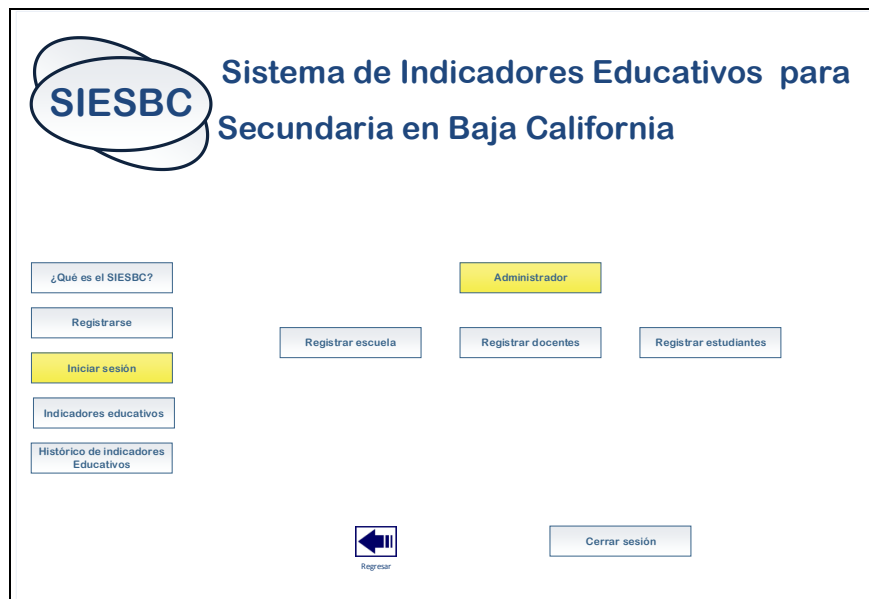 SIESBC
Sistema de Indicadores Educativos para
Secundaria en Baja California
¿Qué es el SIESBC?
Registrarse
Iniciar sesión
Indicadores educativos
Histórico de indicadores
Educativos
Administrador
Registrar escuela
Registrar docentes
Registrar estudiantes
Regresar
Cerrar sesión